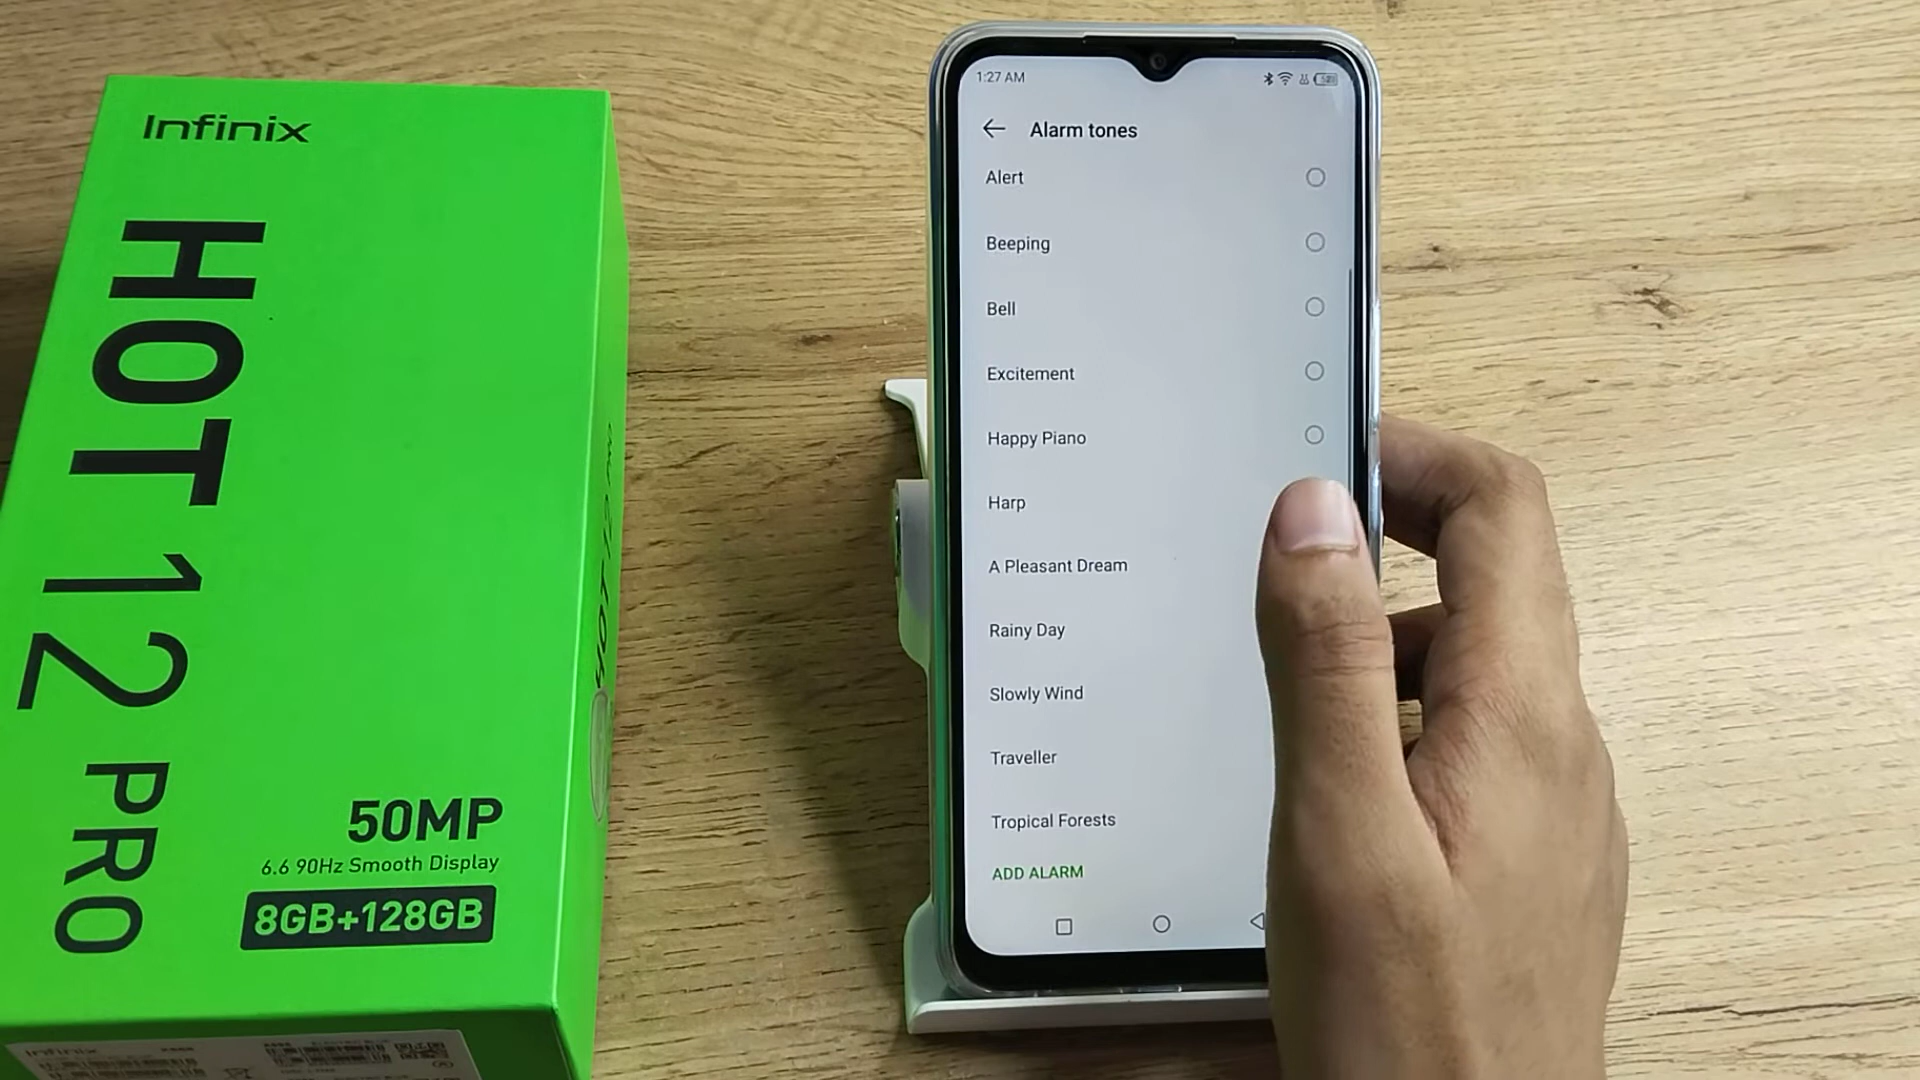 Infinix
HOT 12 PRO
50MP
6.6 90Hz Smooth Display
8GB+128GB
Infinix
1:27 AM
Alarm tones
Alert
Beeping
Bell
Excitement
Happy Piano
Harp
A Pleasant Dream
Rainy Day
Slowly Wind
Traveller
Tropical Forests
ADD ALARM